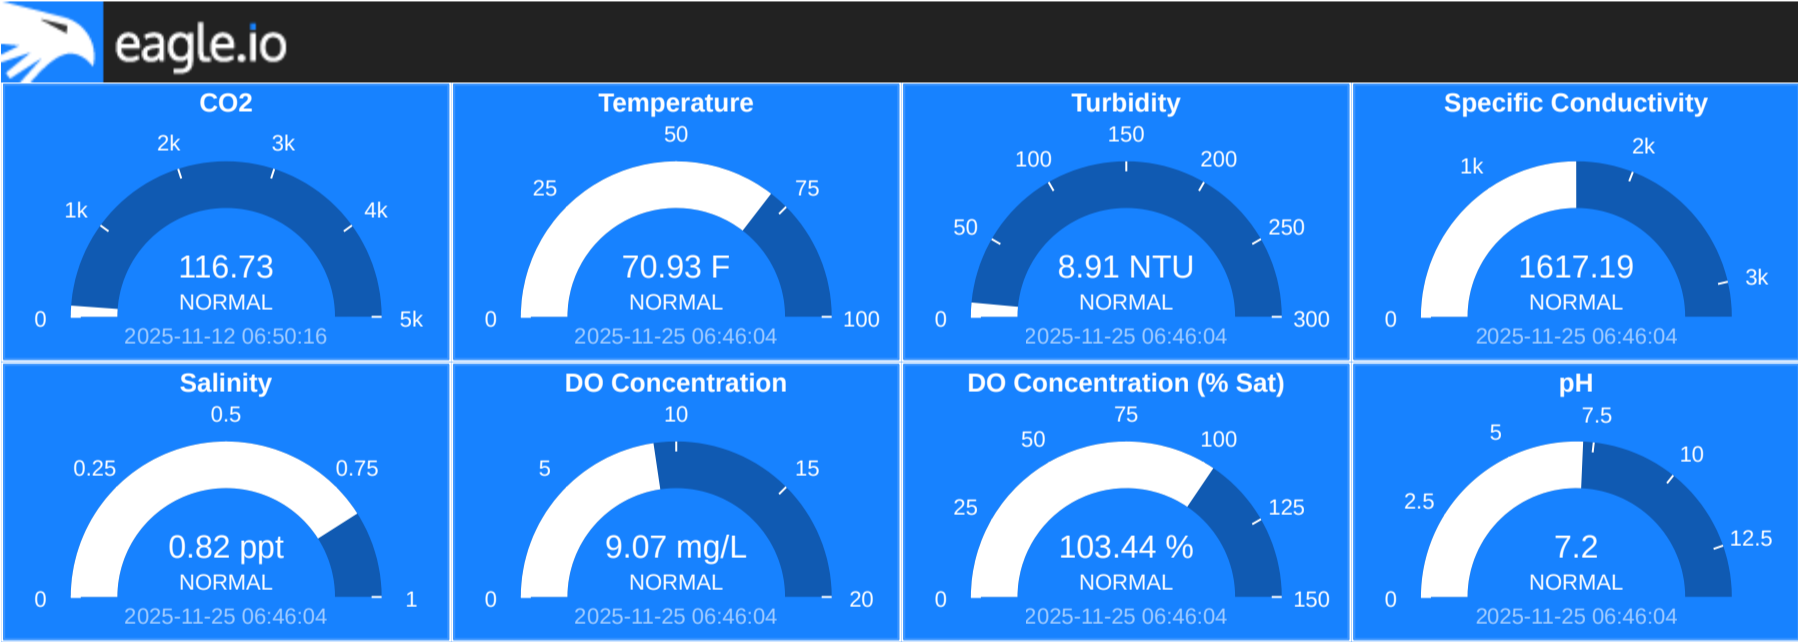 eagle.io
CO2
2k
3k
1k
4k
116.73
NORMAL
0
5k
2025-11-12 06:50:16
Temperature
50
25
75
70.93 F
NORMAL
0
100
2025-11-25 06:46:04
Turbidity
150
100
200
50
250
8.91 NTU
NORMAL
0
300
2025-11-25 06:46:04
Specific Conductivity
2k
1k
1617.19
3k
NORMAL
0
2025-11-25 06:46:04
Salinity
0.5
0.25
0.75
0.82 ppt
NORMAL
0
1
2025-11-25 06:46:04
DO Concentration
10
5
15
9.07 mg/L
NORMAL
0
20
2025-11-25 06:46:04
DO Concentration (% Sat)
75
50
100
25
125
103.44 %
NORMAL
0
150
2025-11-25 06:46:04
pH
7.5
5
10
2.5
12.5
7.2
NORMAL
0
2025-11-25 06:46:04